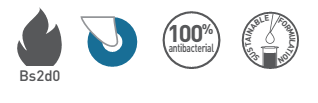 Bs2d0
100%
antibacterial
SUSTAINABLE FORMULATION